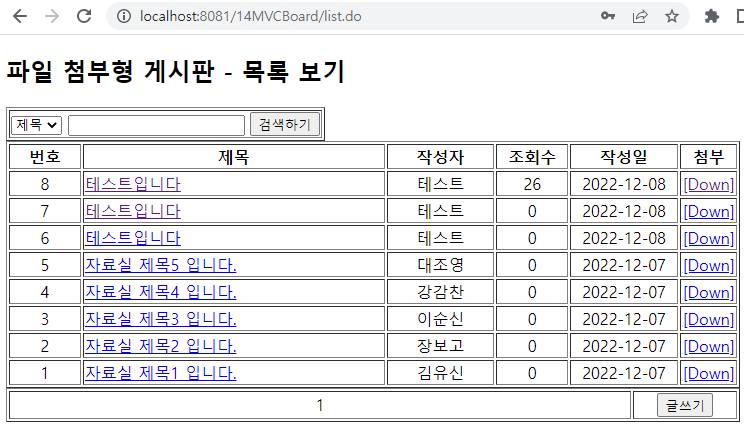 localhost:8081/14MVCBoard/list.do
파일 첨부형 게시판 - 목록 보기
제목 검색하기
번호 제목 작성자 조회수 작성일 첨부
8 테스트입니다 테스트 26 2022-12-08 [Down]
7 테스트입니다 테스트 0 2022-12-08 [Down]
6 테스트입니다 테스트 0 2022-12-08 [Down]
5 자료실 제목5 입니다. 대조영 0 2022-12-07 [Down]
4 자료실 제목4 입니다. 강감찬 0 2022-12-07 [Down]
3 자료실 제목3 입니다. 이순신 0 2022-12-07 [Down]
2 자료실 제목2 입니다. 장보고 0 2022-12-07 [Down]
1 자료실 제목1 입니다. 김유신 0 2022-12-07 [Down]
1 글쓰기